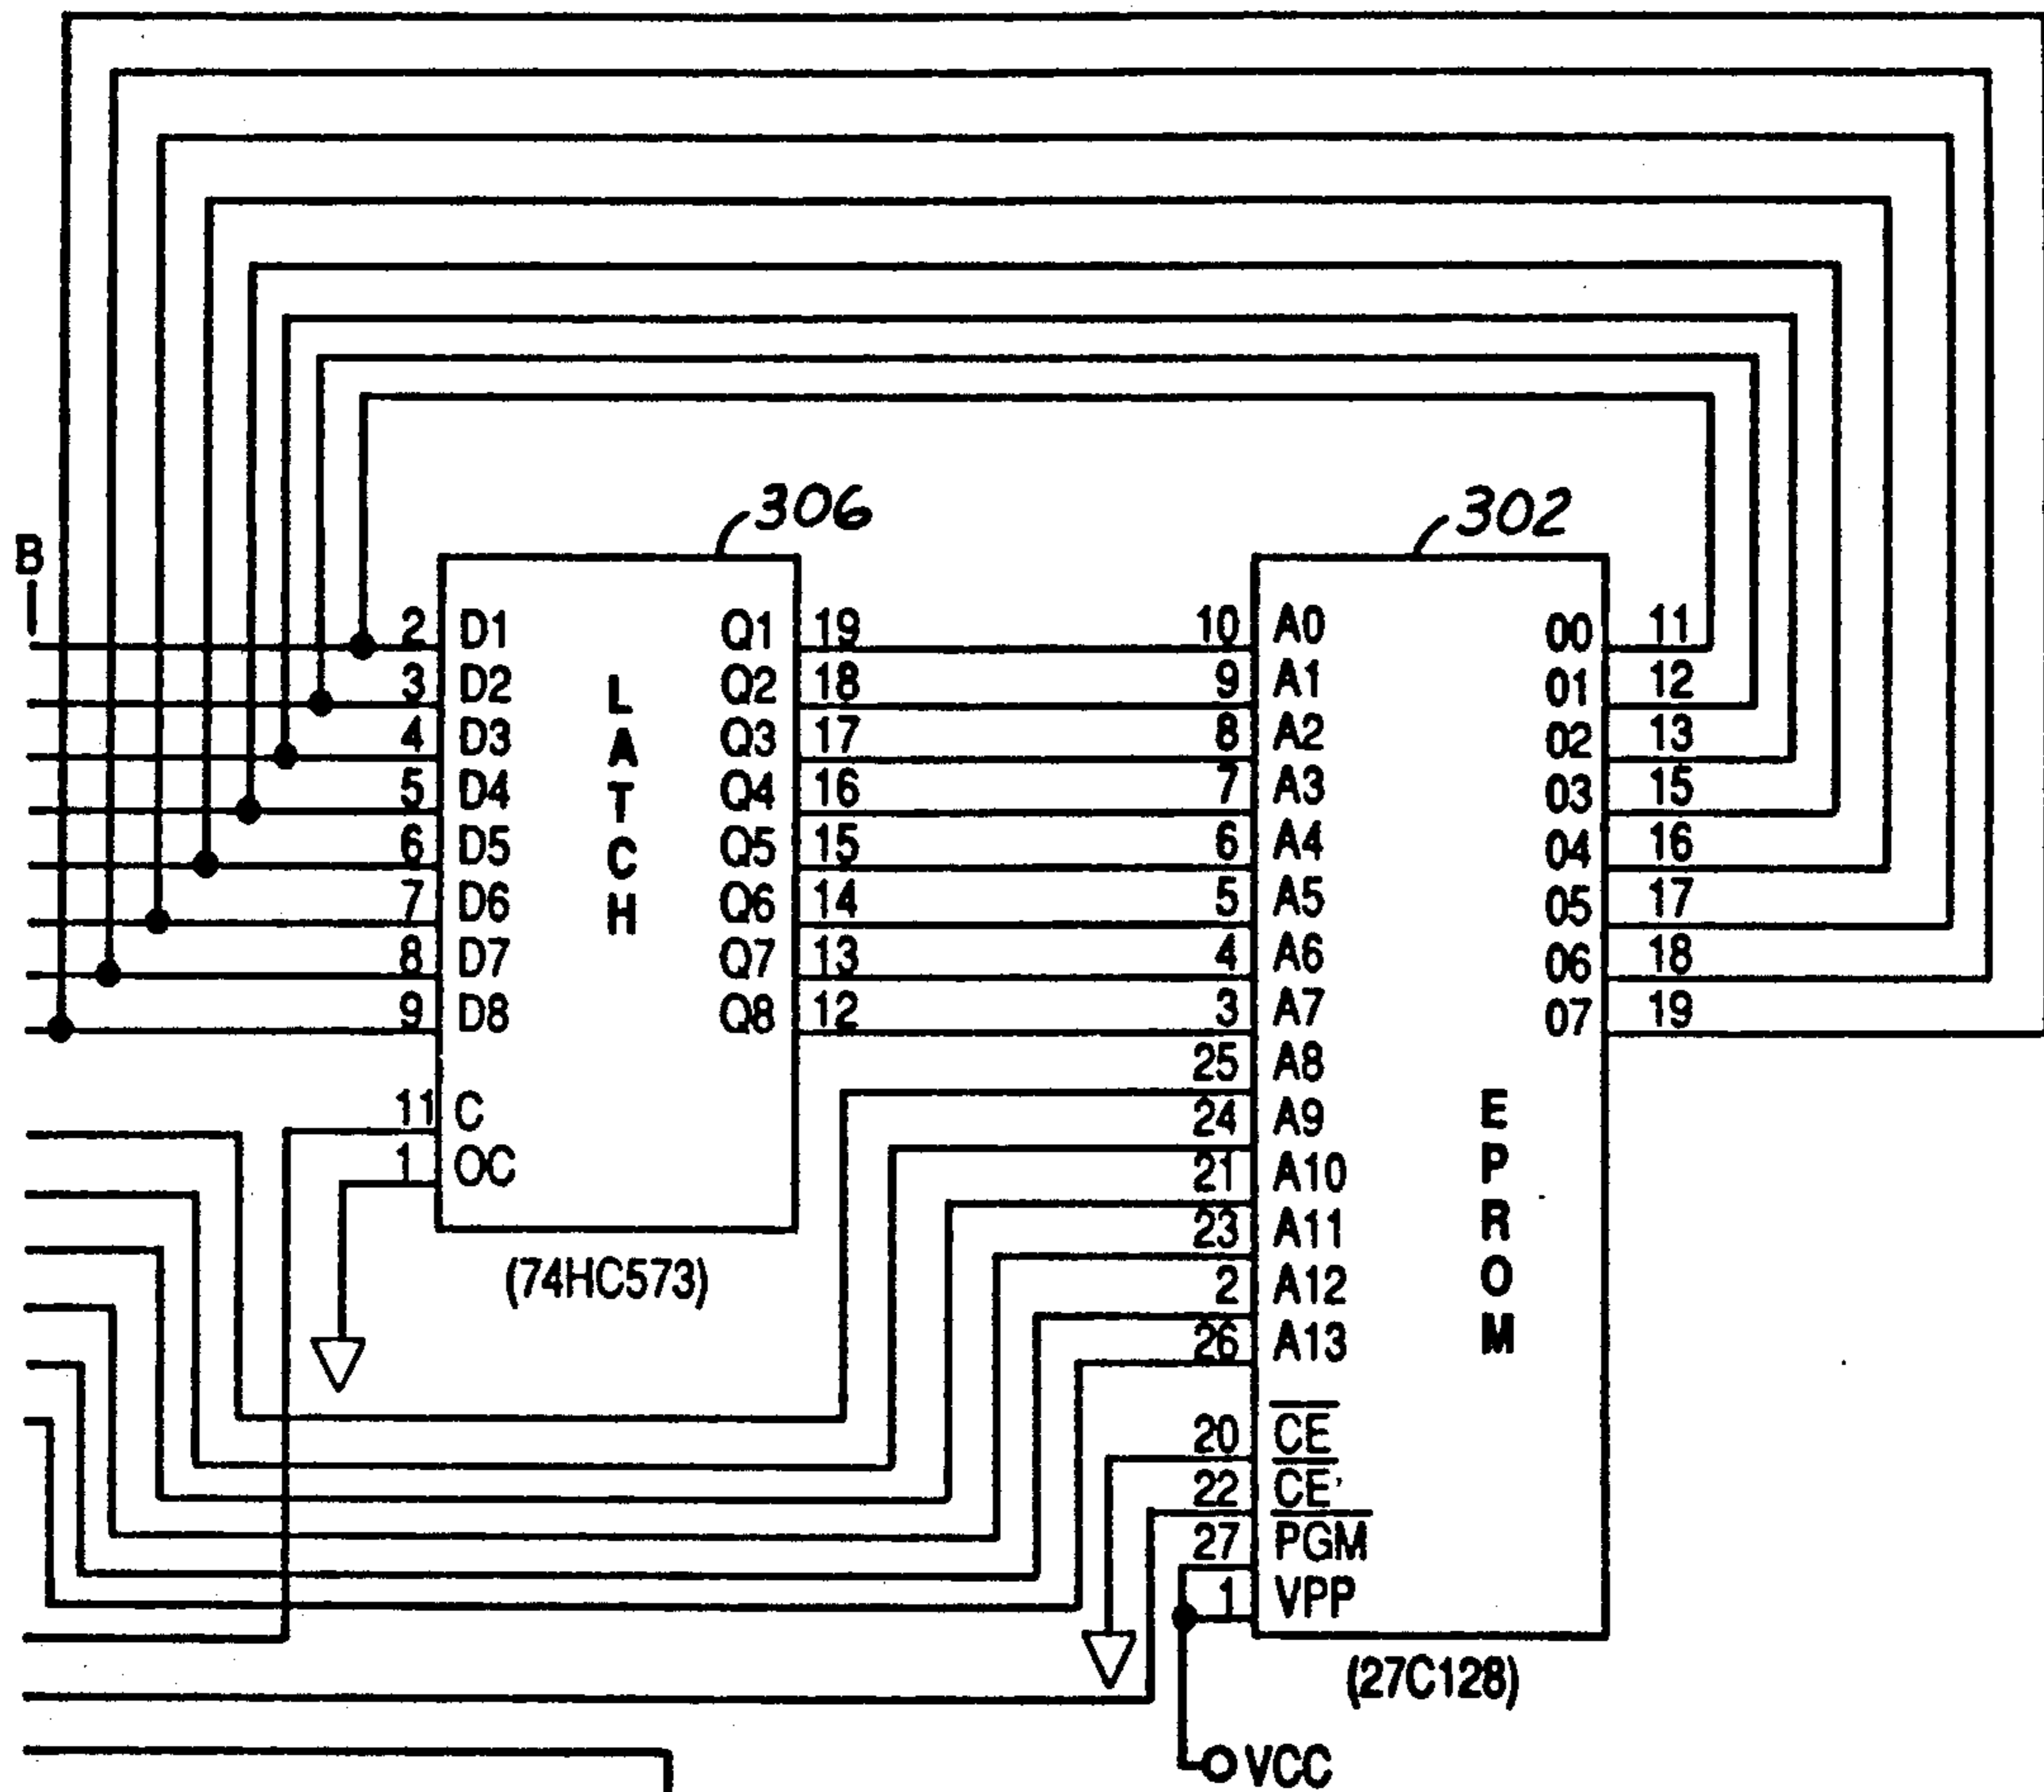 306
302
B
2 D1 Q1 19
3 D2 Q2 18
4 D3 Q3 17
5 D4 Q4 16
6 D5 Q5 15
7 D6 Q6 14
8 D7 Q7 13
9 D8 Q8 12
11 C
1 OC
LATCH
(74HC573)
10 A0 00 11
9 A1 01 12
8 A2 02 13
7 A3 03 15
6 A4 04 16
5 A5 05 17
4 A6 06 18
3 A7 07 19
25 A8
24 A9
21 A10
23 A11
2 A12
26 A13
20 C̅E̅
22 C̅E̅
27 P̅G̅M̅
1 VPP
EPROM
(27C128)
VCC